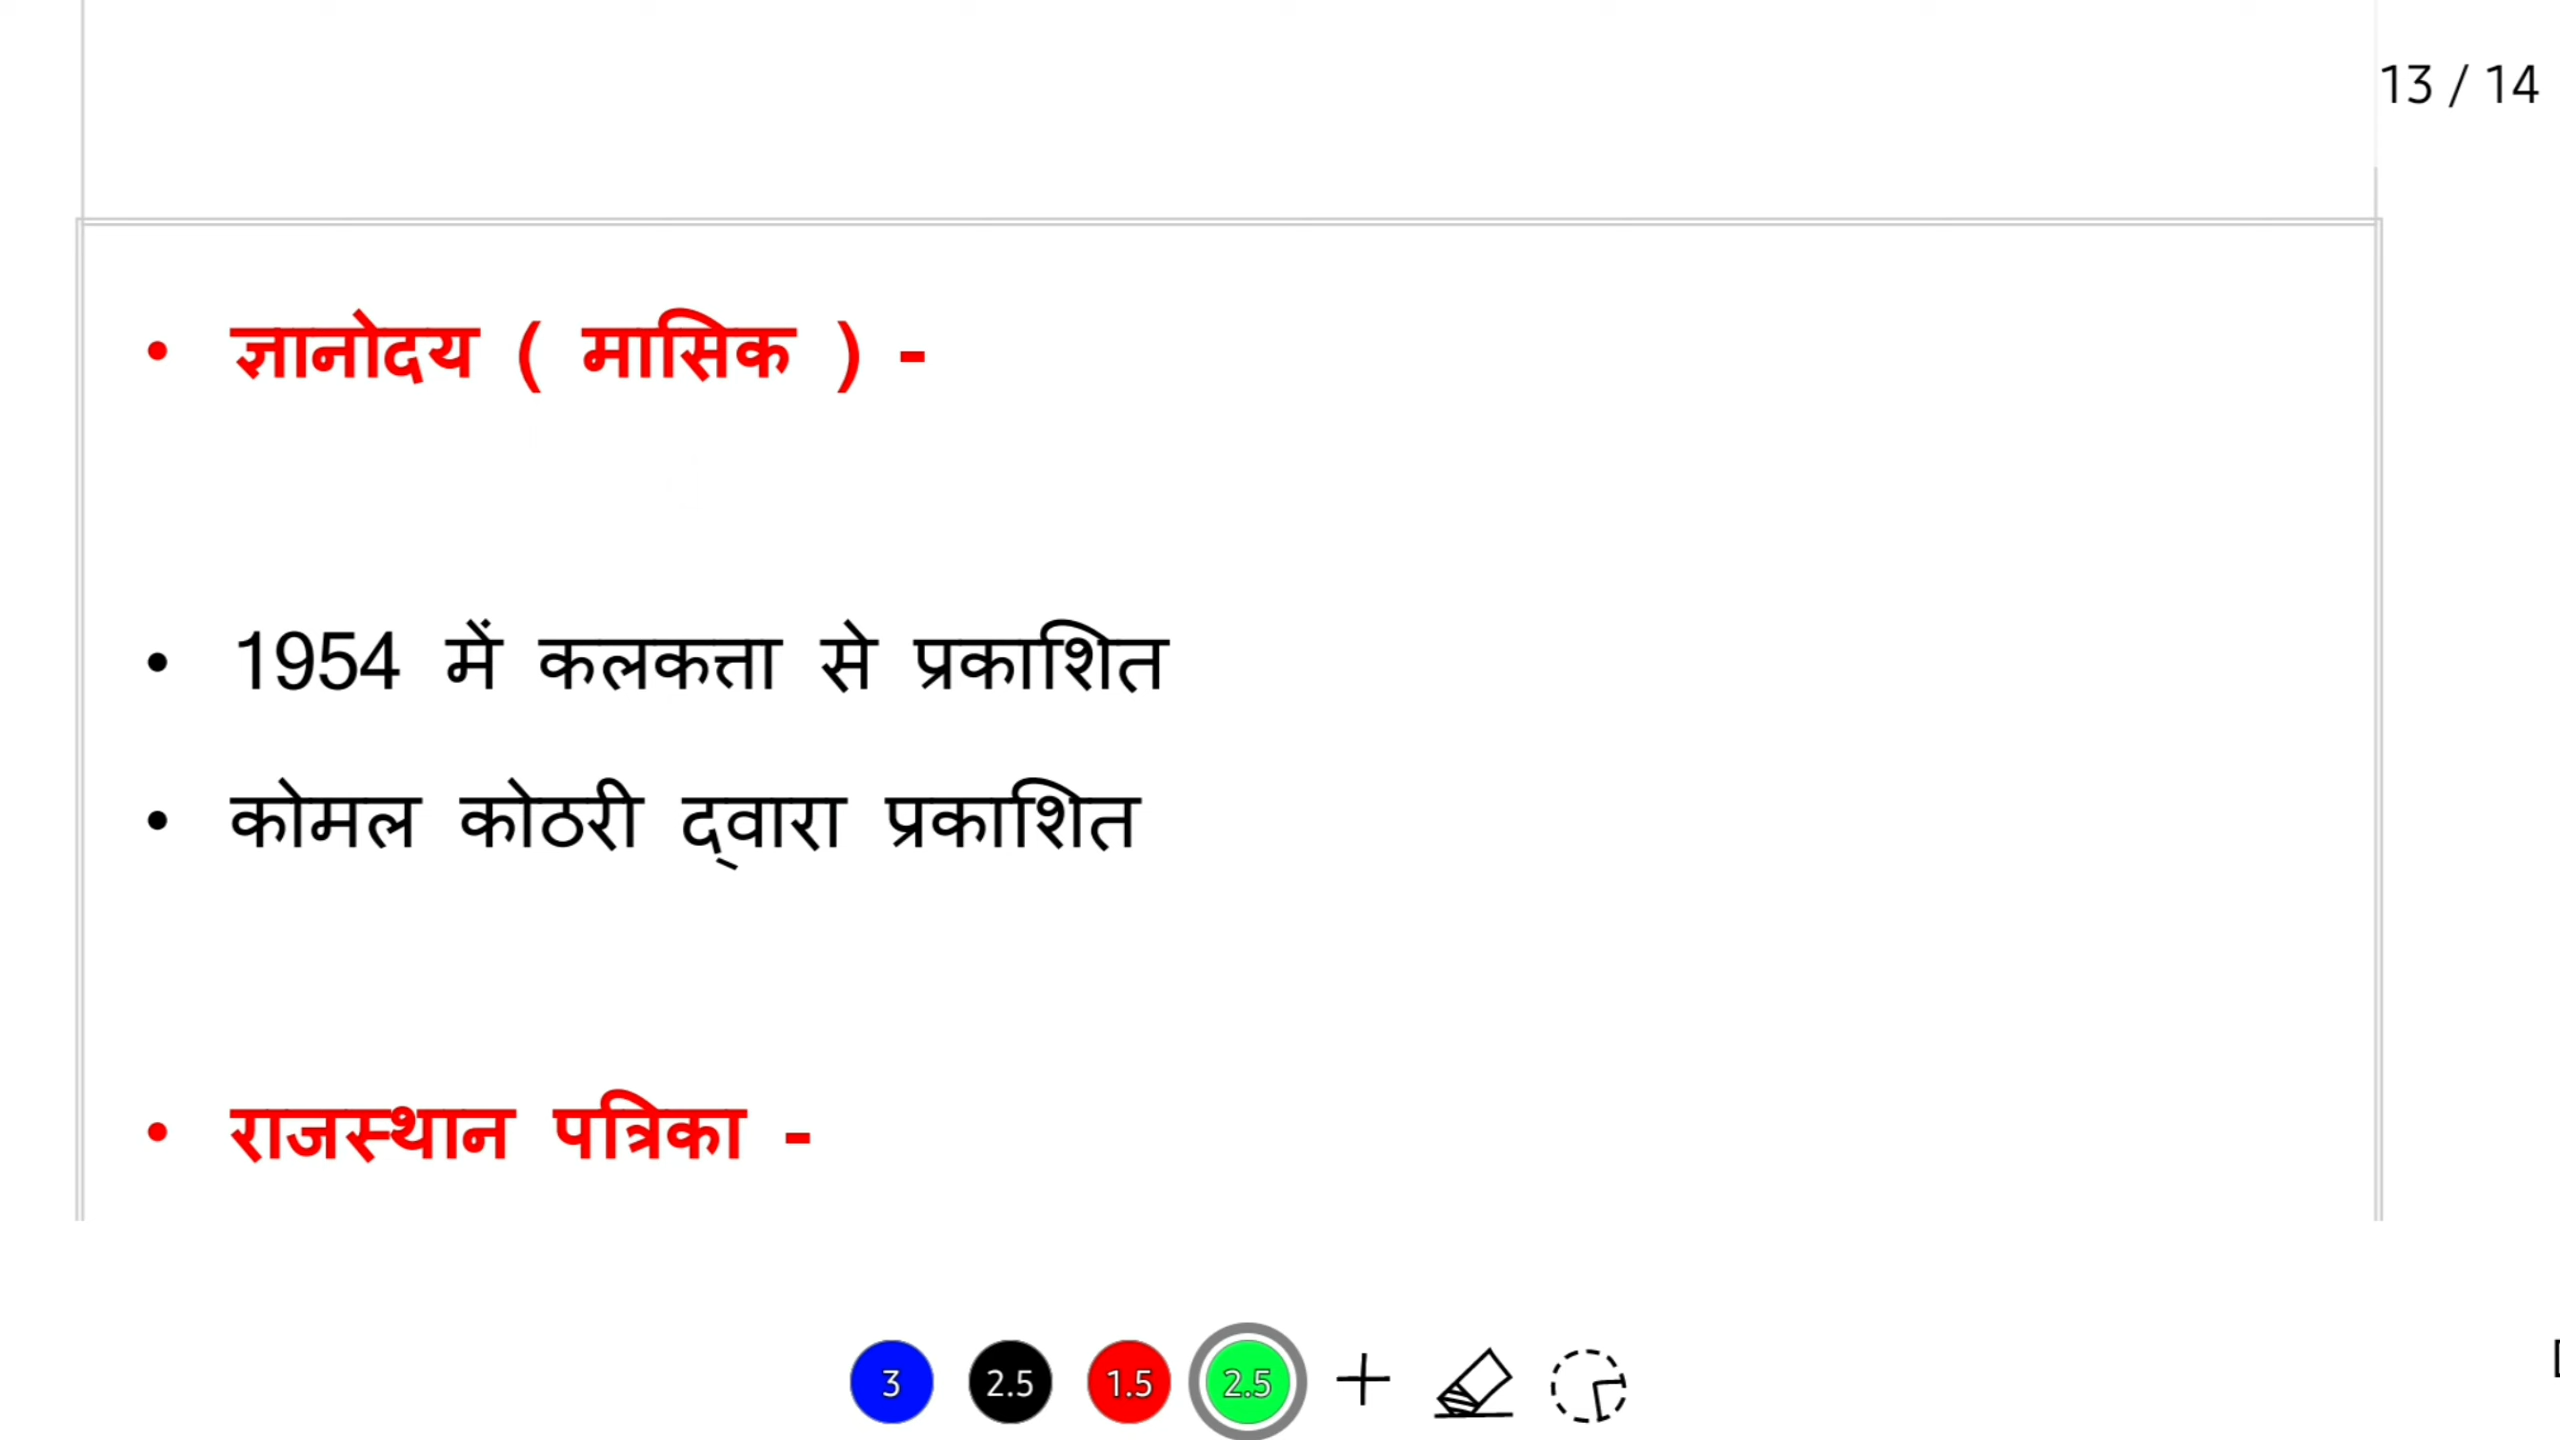 13 / 14
• ज्ञानोदय ( मासिक ) -
• 1954 में कलकत्ता से प्रकाशित
• कोमल कोठरी द्‌वारा प्रकाशित
• राजस्थान पत्रिका -
3 2.5 1.5 2.5